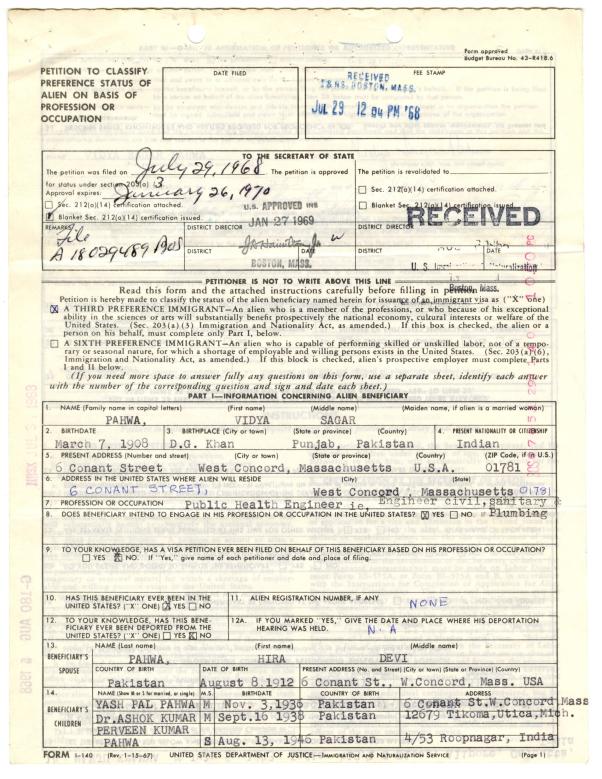 Form approved
Budget Bureau No. 43-R418.6
PETITION TO CLASSIFY
PREFERENCE STATUS OF
ALIEN ON BASIS OF
PROFESSION OR
OCCUPATION
DATE FILED
FEE STAMP
RECEIVED
I & NS, BOSTON, MASS.
JUL 29 12 04 PM '68
TO THE SECRETARY OF STATE
The petition was filed on July 29, 1968 The petition is approved
for status under section 203(a) 3
Approval expires: January 26, 1970
Sec. 212(a)(14) certification attached.
Blanket Sec. 212(a)(14) certification issued.
The petition is revalidated to
Sec. 212(a)(14) certification attached.
Blanket Sec. 212(a)(14) certification issued.
U.S. APPROVED INS
JAN 27 1969
RECEIVED
REMARKS
File
A 18029489 BOS
DISTRICT DIRECTOR
DISTRICT
BOSTON, MASS.
DISTRICT DIRECTOR
DISTRICT
DATE
U. S.
Naturalization
Boston, Mass.
PETITIONER IS NOT TO WRITE ABOVE THIS LINE
Read this form and the attached instructions carefully before filling in petition
Petition is hereby made to classify the status of the alien beneficiary named herein for issuance of an immigrant visa as ("X" one)
X A THIRD PREFERENCE IMMIGRANT—An alien who is a member of the professions, or who because of his exceptional
ability in the sciences or arts will substantially benefit prospectively the national economy, cultural interests or welfare of the
United States. (Sec. 203(a)(3) Immigration and Nationality Act, as amended.) If this box is checked, the alien or a
person on his behalf, must complete only Part I, below.
A SIXTH PREFERENCE IMMIGRANT—An alien who is capable of performing skilled or unskilled labor, not of a tempo-
rary or seasonal nature, for which a shortage of employable and willing persons exists in the United States. (Sec. 203(a)(6),
Immigration and Nationality Act, as amended.) If this block is checked, alien's prospective employer must complete Parts
I and II below.
(If you need more space to answer fully any questions on this form, use a separate sheet, identify each answer
with the number of the corresponding question and sign and date each sheet.)
PART I—INFORMATION CONCERNING ALIEN BENEFICIARY
1. NAME (Family name in capital letters) (First name) (Middle name) (Maiden name, if alien is a married woman)
PAHWA, VIDYA SAGAR
2. BIRTHDATE 3. BIRTHPLACE (City or town) (State or province) (Country) 4. PRESENT NATIONALITY OR CITIZENSHIP
March 7, 1908 D.G. Khan Punjab, Pakistan Indian
5. PRESENT ADDRESS (Number and street) (City or town) (State or province) (Country) (ZIP Code, if in U.S.)
6 Conant Street West Concord, Massachusetts U.S.A. 01781
6. ADDRESS IN THE UNITED STATES WHERE ALIEN WILL RESIDE (City) (State)
6 CONANT STREET, West Concord, Massachusetts 01781
7. PROFESSION OR OCCUPATION Public Health Engineer ie, Engineer civil, sanitary &
8. DOES BENEFICIARY INTEND TO ENGAGE IN HIS PROFESSION OR OCCUPATION IN THE UNITED STATES? X YES NO Plumbing
9. TO YOUR KNOWLEDGE, HAS A VISA PETITION EVER BEEN FILED ON BEHALF OF THIS BENEFICIARY BASED ON HIS PROFESSION OR OCCUPATION?
YES X NO. If "Yes," give name of each petitioner and date and place of filing.
10. HAS THIS BENEFICIARY EVER BEEN IN THE
UNITED STATES? ("X" ONE) X YES NO
11. ALIEN REGISTRATION NUMBER, IF ANY
NONE
12. TO YOUR KNOWLEDGE, HAS THIS BENE-
FICIARY EVER BEEN DEPORTED FROM THE
UNITED STATES? ("X" ONE) YES X NO
12A. IF YOU MARKED "YES," GIVE THE DATE AND PLACE WHERE HIS DEPORTATION
HEARING WAS HELD. N.A
13. NAME (Last name) (First name) (Middle name)
BENEFICIARY'S
SPOUSE
PAHWA, HIRA DEVI
COUNTRY OF BIRTH DATE OF BIRTH PRESENT ADDRESS (No. and Street) (City or town) (State or Province) (Country)
Pakistan August 8.1912 6 Conant St., W.Concord, Mass. USA
14. NAME (Show M or S for married, or single) M.S. BIRTHDATE COUNTRY OF BIRTH ADDRESS
BENEFICIARY'S
CHILDREN
YASH PAL PAHWA M Nov. 3,1936 Pakistan 6 Conant St.W.Concord,Mass
Dr.ASHOK KUMAR M Sept.16 1938 Pakistan 12679 Tikoma,Utica,Mich.
PERVEEN KUMAR
PAHWA S Aug. 13, 1946 Pakistan 4/53 Roopnagar, India
FORM I-140 (Rev. 1-15-67) UNITED STATES DEPARTMENT OF JUSTICE—IMMIGRATION AND NATURALIZATION SERVICE (Page 1)